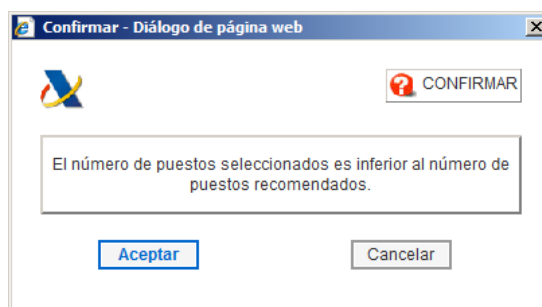 Confirmar - Diálogo de página web
CONFIRMAR
El número de puestos seleccionados es inferior al número de
puestos recomendados.
Aceptar
Cancelar